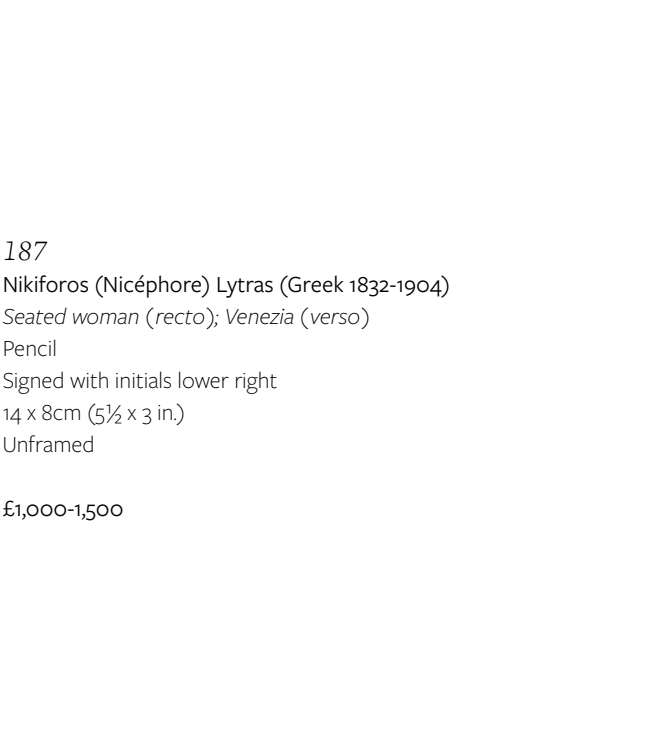 187
Nikiforos (Nicéphore) Lytras (Greek 1832-1904)
Seated woman (recto); Venezia (verso)
Pencil
Signed with initials lower right
14 x 8cm (5½ x 3 in.)
Unframed
£1,000-1,500